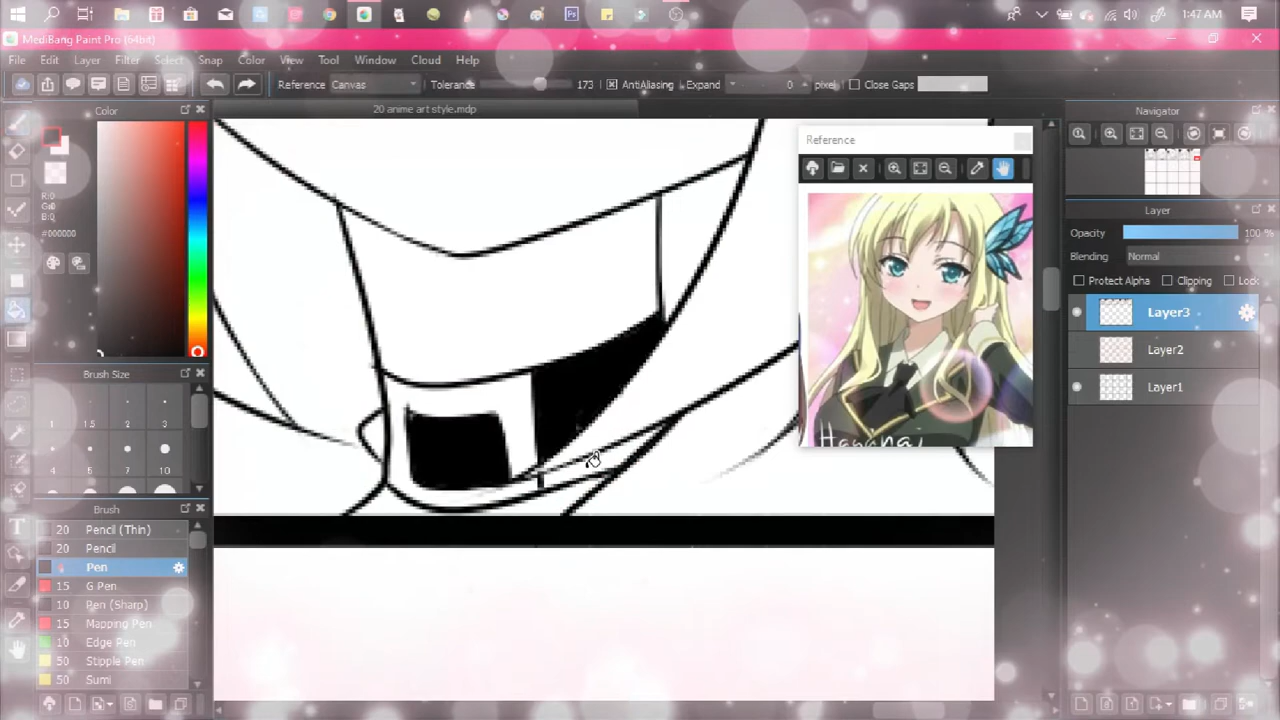 1:47 AM
MediBang Paint Pro (64bit)
File Edit Layer Filter Select Snap Color View Tool Window Cloud Help
Reference Canvas Tolerance 173 AntiAliasing Expand 0 pixel Close Gaps
Color
20 anime art style.mdp
Navigator
Reference
R:0
G:0
B:0
#000000
Layer
Opacity 100 %
Blending Normal
Protect Alpha Clipping Lock
Layer3
Layer2
Layer1
Brush Size
1 1.5 2 3
4 5 7 10
Brush
20 Pencil (Thin)
20 Pencil
Pen
15 G Pen
10 Pen (Sharp)
15 Mapping Pen
10 Edge Pen
50 Stipple Pen
50 Sumi
Haganai